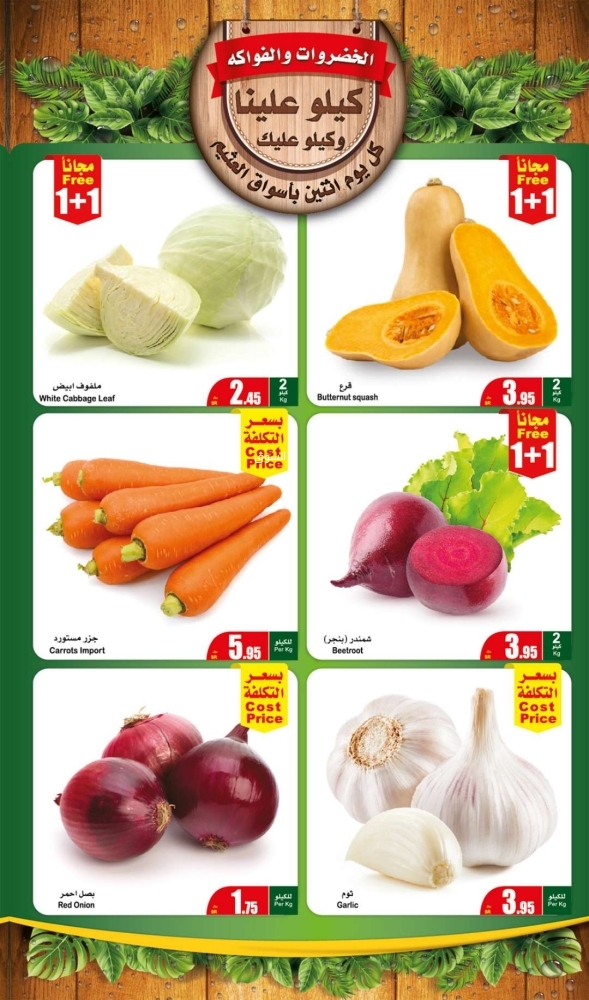 الخضروات والفواكه
كيلو علينا
وكيلو عليك
كل يوم اثنين بأسواق العثيم
مجاناً
Free
1+1
ملفوف ابيض
White Cabbage Leaf
2.45
2
كيلو
Kg
مجاناً
Free
1+1
قرع
Butternut squash
3.95
2
كيلو
Kg
بسعر
التكلفة
Cost
Price
جزر مستورد
Carrots Import
5.95
للكيلو
Per Kg
مجاناً
Free
1+1
شمندر (بنجر)
Beetroot
3.95
2
كيلو
Kg
بسعر
التكلفة
Cost
Price
بصل احمر
Red Onion
1.75
للكيلو
Per Kg
بسعر
التكلفة
Cost
Price
ثوم
Garlic
3.95
للكيلو
Per Kg